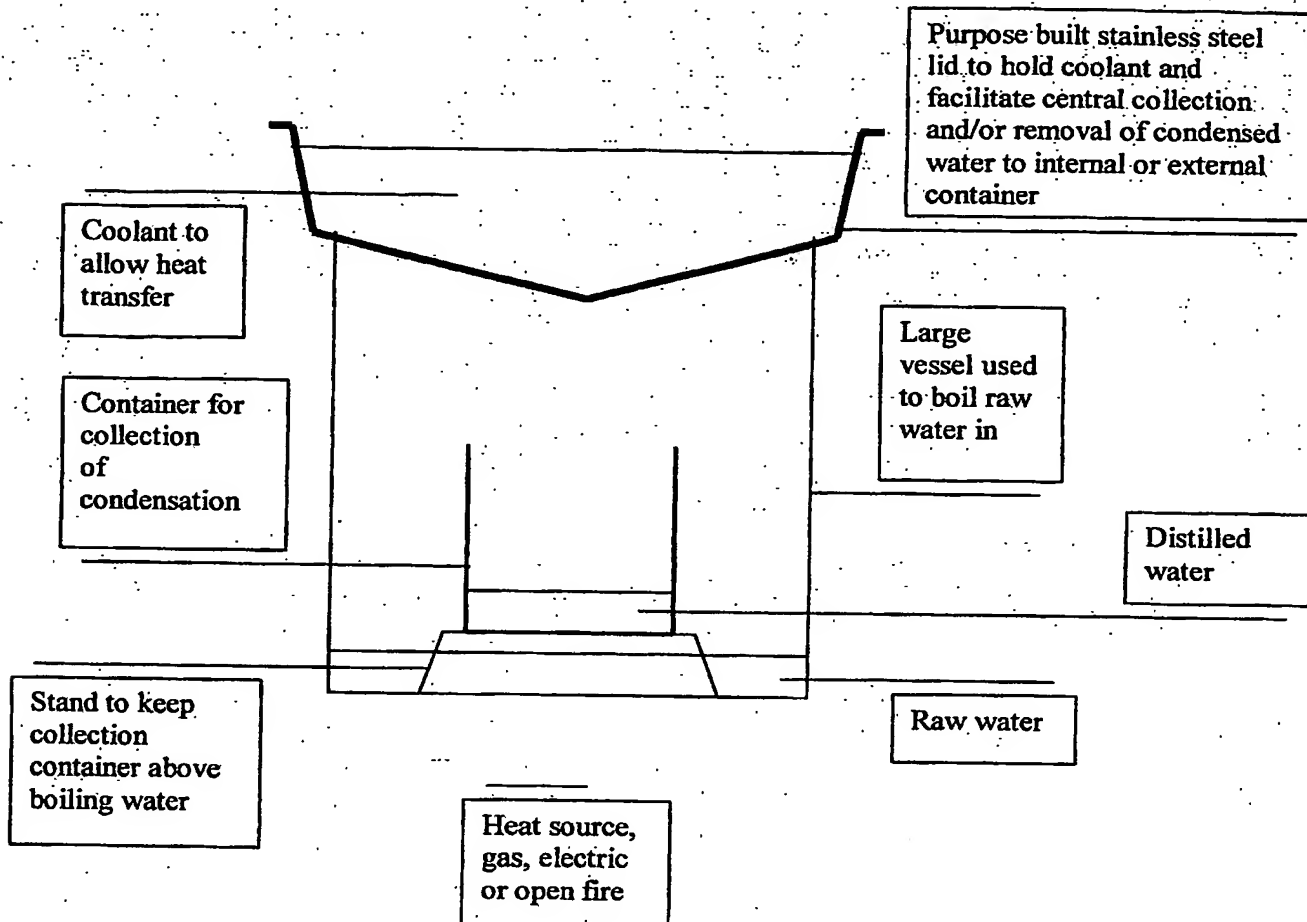 Purpose built stainless steel
lid to hold coolant and
facilitate central collection
and/or removal of condensed
water to internal or external
container
Coolant to
allow heat
transfer
Large
vessel used
to boil raw
water in
Container for
collection
of
condensation
Distilled
water
Stand to keep
collection
container above
boiling water
Raw water
Heat source,
gas, electric
or open fire